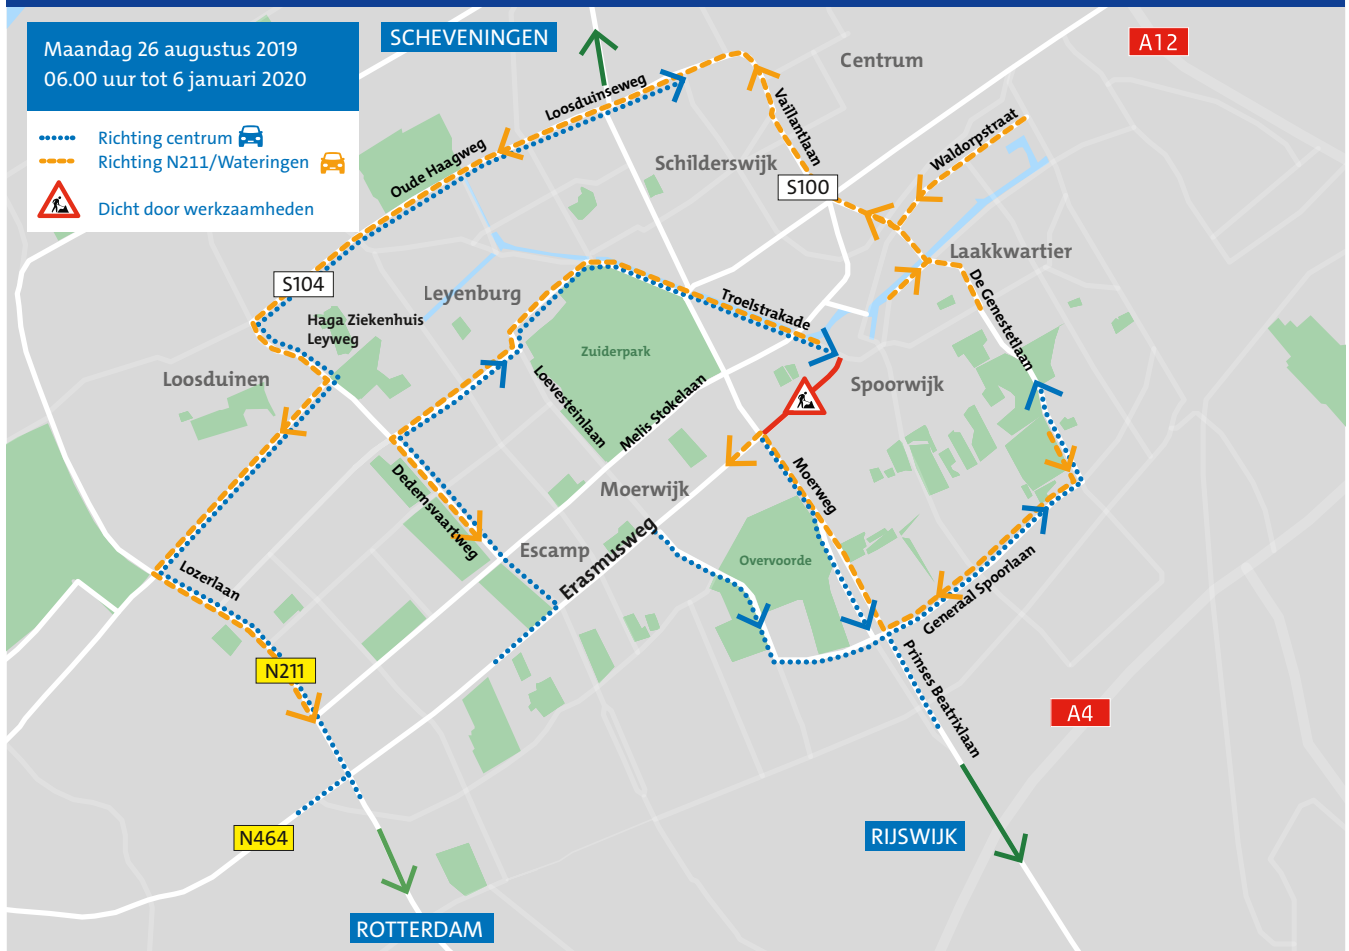 Maandag 26 augustus 2019
06.00 uur tot 6 januari 2020
Richting centrum
Richting N211/Wateringen
Dicht door werkzaamheden
SCHEVENINGEN
A12
Centrum
Loosduinseweg
Vaillantlaan
Waldorpstraat
Oude Haagweg
Schilderswijk
S100
Laakkwartier
S104
Leyenburg
De Genestetlaan
Troelstrakade
Haga Ziekenhuis
Leyweg
Zuiderpark
Loosduinen
Loevesteinlaan
Melis Stokelaan
Spoorwijk
Moerwijk
Moerweg
Dedemsvaartweg
Escamp
Erasmusweg
Overvoorde
Lozerlaan
Generaal Spoorlaan
N211
Prinses Beatrixlaan
A4
N464
RIJSWIJK
ROTTERDAM